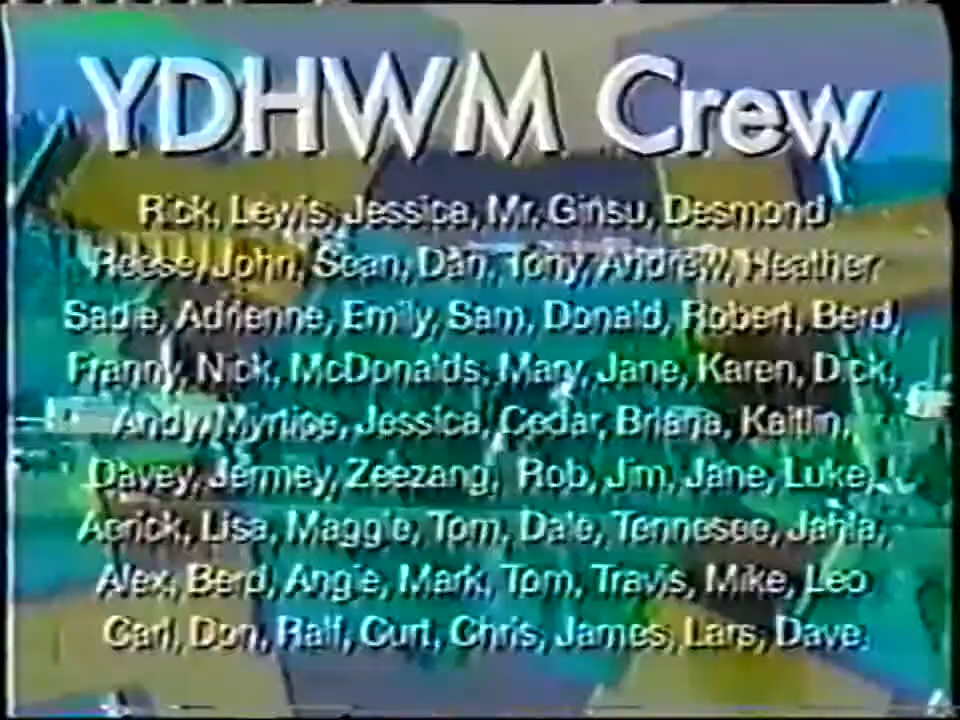 YDHWM Crew
Rick, Lewis, Jessica, Mr. Ginsu, Desmond
Reese, John, Sean, Dan, Tony, Andrew, Heather
Sadie, Adrienne, Emily, Sam, Donald, Robert, Berd,
Franny, Nick, McDonalds, Mary, Jane, Karen, Dick,
Andy, Myrtice, Jessica, Cedar, Briana, Kaitlin,
Davey, Jermey, Zeezang, Rob, Jim, Jane, Luke,
Aerick, Lisa, Maggie, Tom, Dale, Tennesee,
Alex, Berd, Angie, Mark, Tom, Travis, Mike, Leo
Carl, Don, Ralf, Curt, Chris, James, Lars, Dave